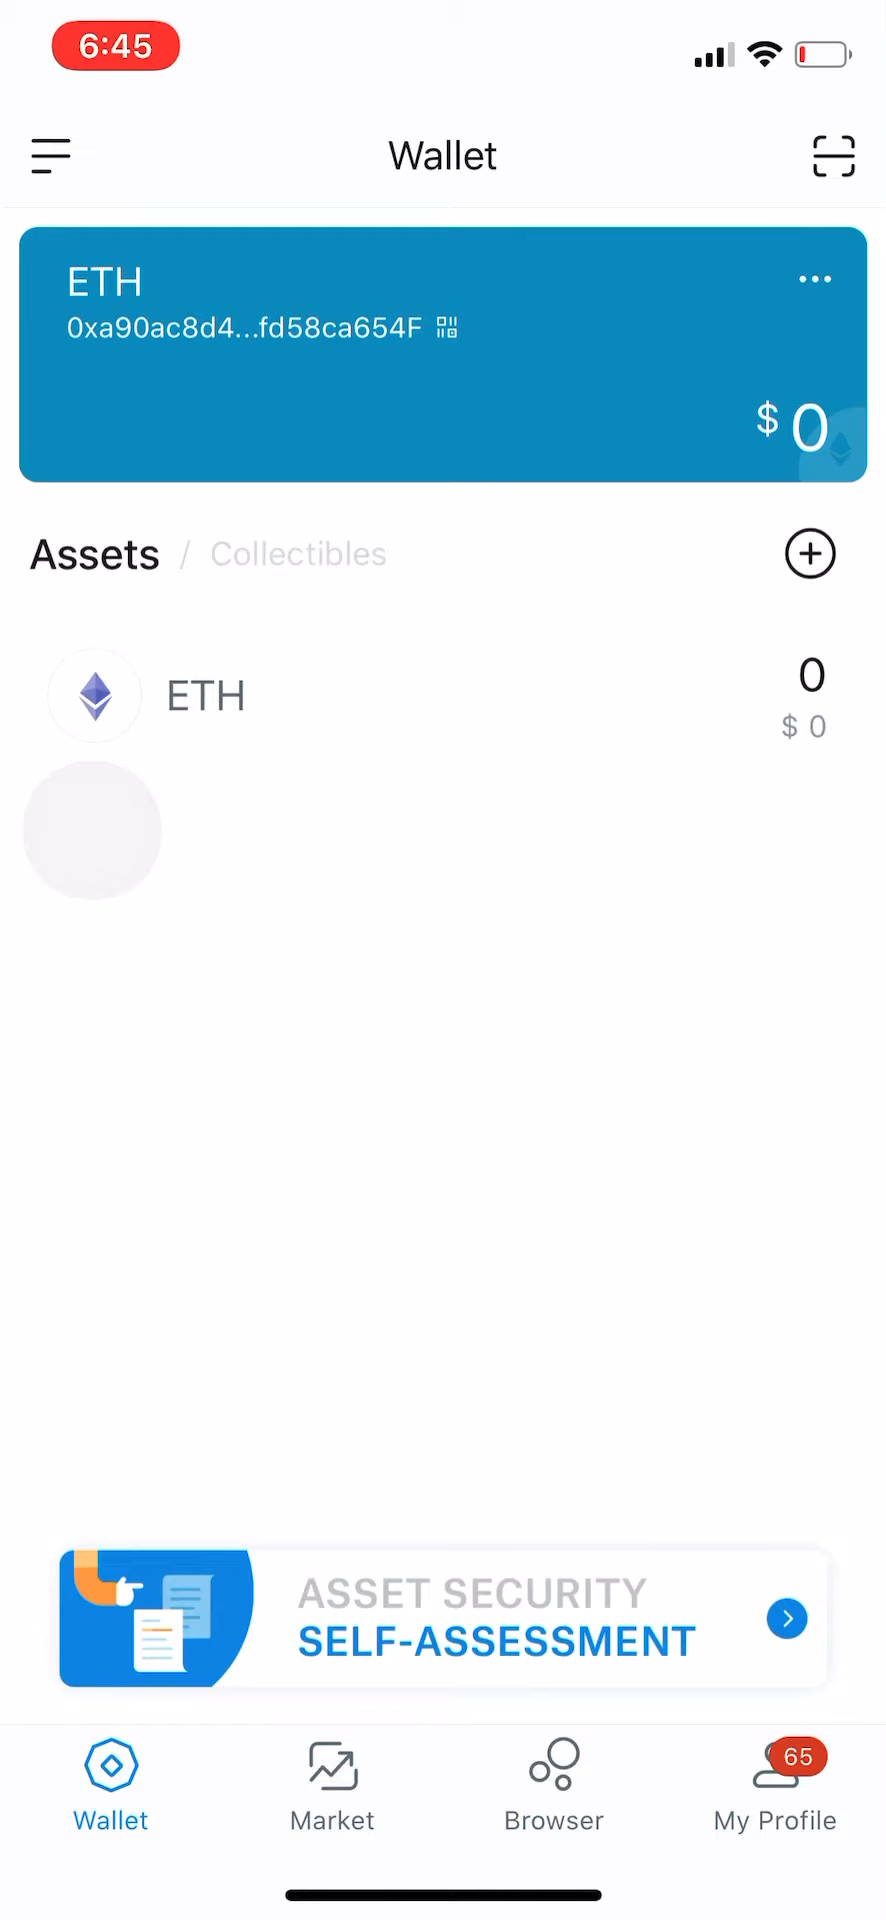 6:45
Wallet
ETH
0xa90ac8d4...fd58ca654F
$ 0
Assets / Collectibles
ETH
0
$ 0
ASSET SECURITY
SELF-ASSESSMENT
65
Wallet
Market
Browser
My Profile